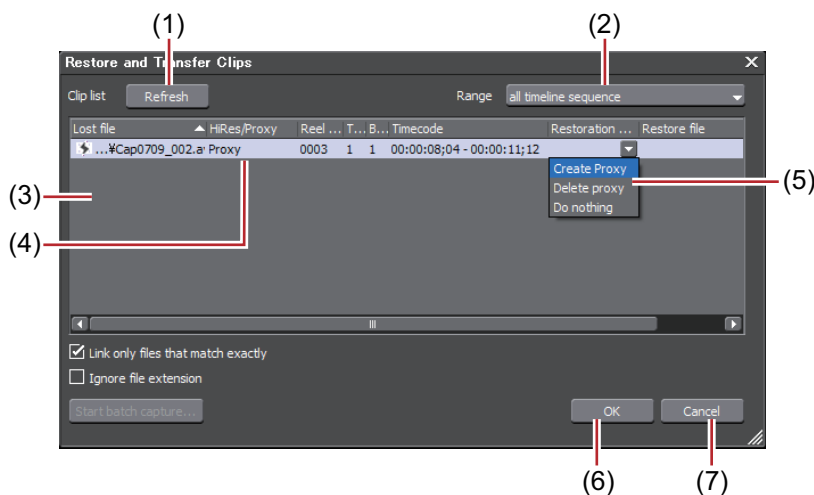 (1)
(2)
Restore and Transfer Clips
Clip list Refresh Range all timeline sequence
Lost file HiRes/Proxy Reel ... T... B... Timecode Restoration ... Restore file
...¥Cap0709_002.a Proxy 0003 1 1 00:00:08;04 - 00:00:11;12
Create Proxy
Delete proxy
Do nothing
(3)
(4)
(5)
Link only files that match exactly
Ignore file extension
Start batch capture... OK Cancel
(6)
(7)